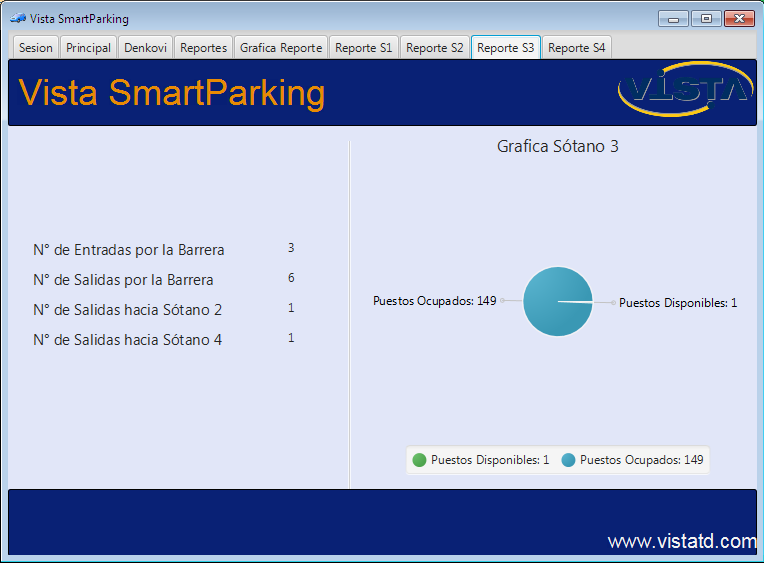 Vista SmartParking
Sesion Principal Denkovi Reportes Grafica Reporte Reporte S1 Reporte S2 Reporte S3 Reporte S4
Vista SmartParking
VISTA
Grafica Sótano 3
N° de Entradas por la Barrera 3
N° de Salidas por la Barrera 6
N° de Salidas hacia Sótano 2 1
N° de Salidas hacia Sótano 4 1
Puestos Ocupados: 149
Puestos Disponibles: 1
Puestos Disponibles: 1 Puestos Ocupados: 149
www.vistatd.com